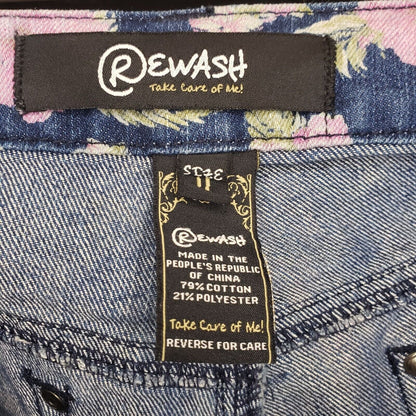 REWASH
Take Care of Me!
SIZE
11
REWASH
MADE IN THE
PEOPLE'S REPUBLIC
OF CHINA
79% COTTON
21% POLYESTER
Take Care of Me!
REVERSE FOR CARE